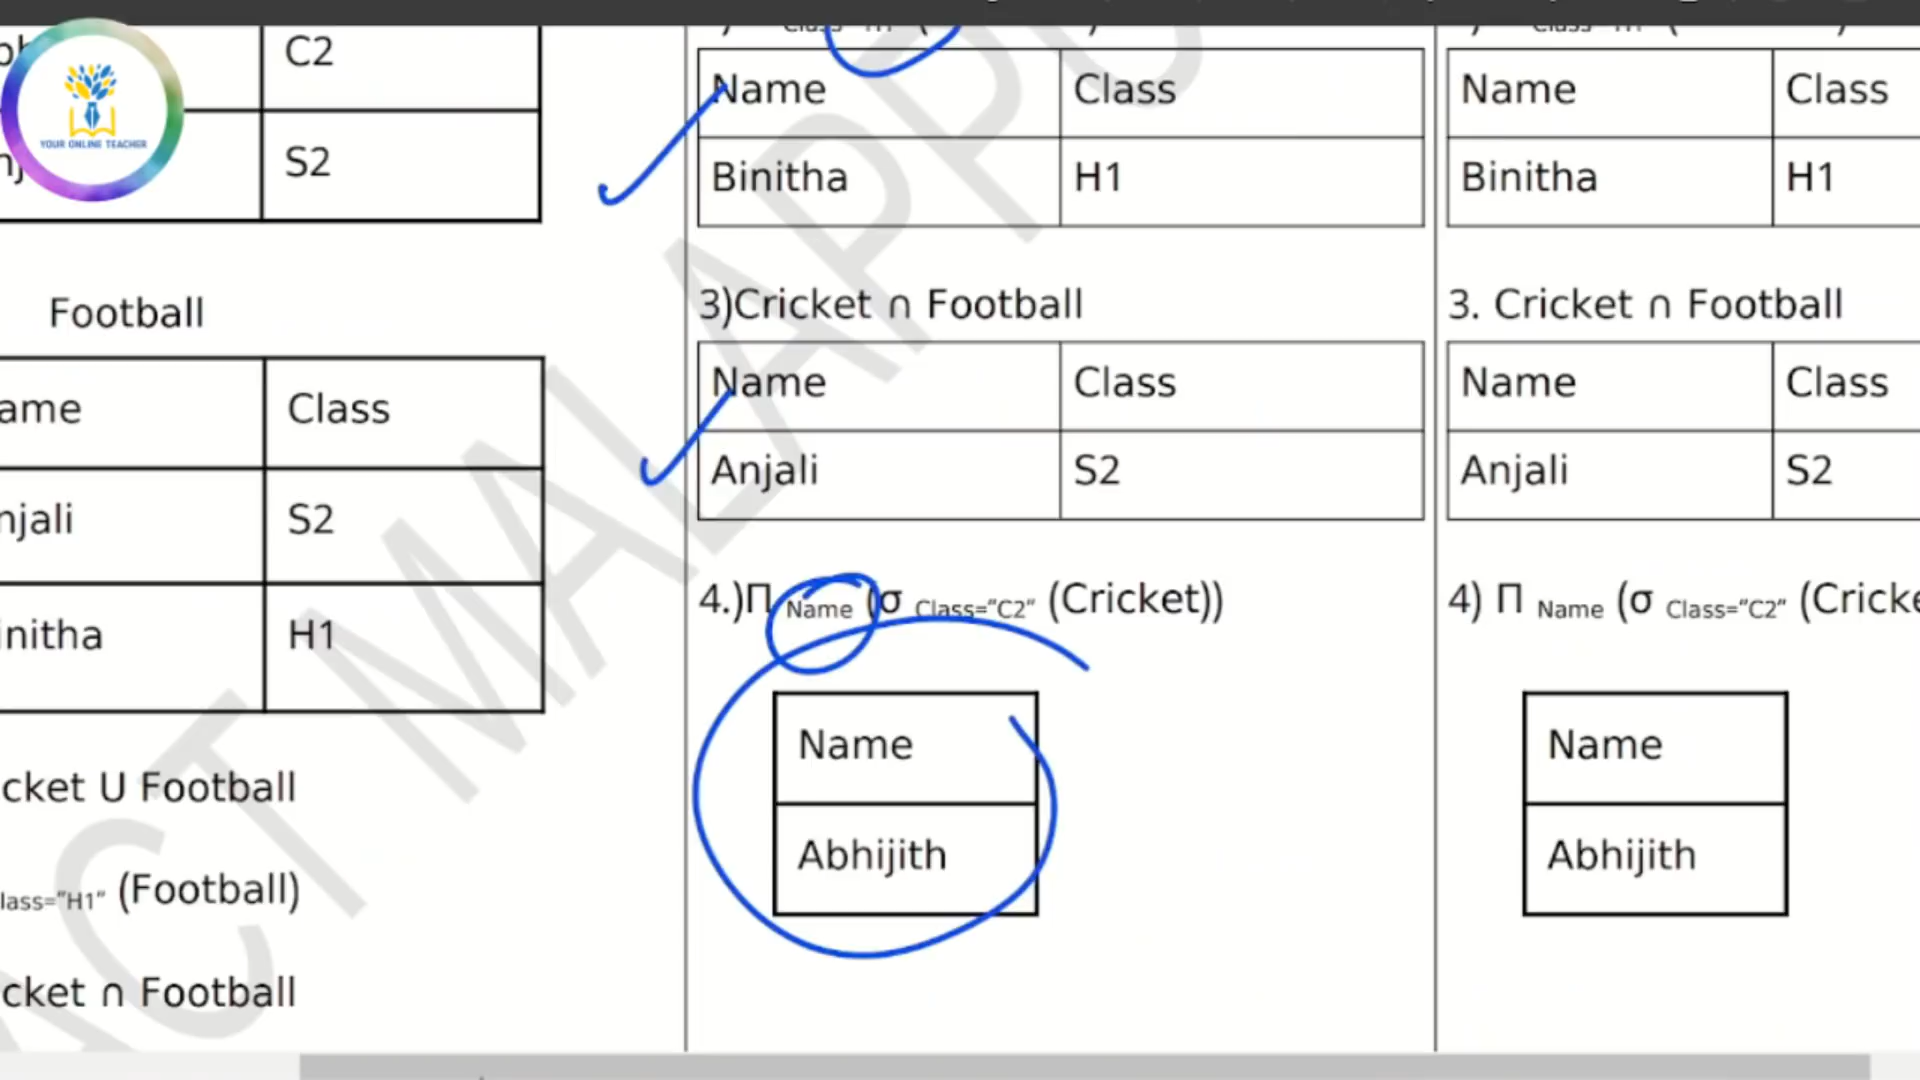 C2
S2
YOUR ONLINE TEACHER
Football
ame Class
njali S2
initha H1
cket U Football
lass="H1" (Football)
cket ∩ Football
Name Class
Binitha H1
3)Cricket ∩ Football
Name Class
Anjali S2
4.)Π Name (σ Class="C2" (Cricket))
Name
Abhijith
Name Class
Binitha H1
3. Cricket ∩ Football
Name Class
Anjali S2
4) Π Name (σ Class="C2" (Cricke
Name
Abhijith